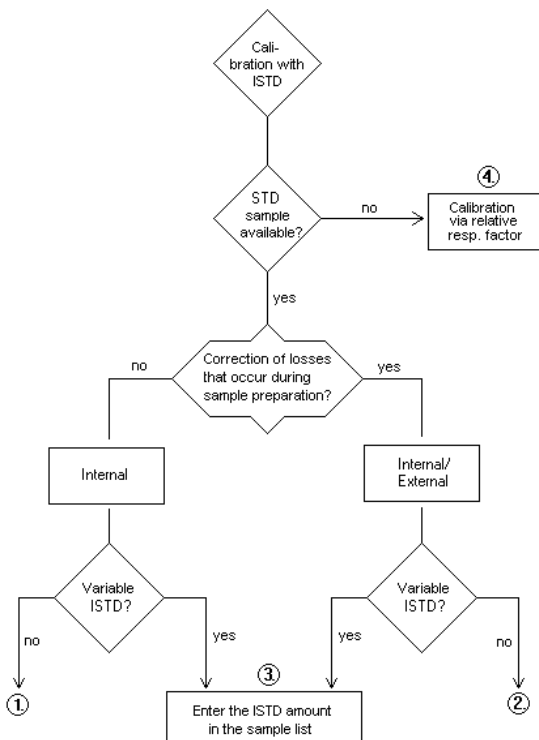 Cali-
bration with
ISTD
STD
sample
available?
no
4.
Calibration
via relative
resp. factor
yes
no
Correction of losses
that occur during
sample preparation?
yes
Internal
Internal/
External
Variable
ISTD?
Variable
ISTD?
no
yes
yes
no
1.
3.
2.
Enter the ISTD amount
in the sample list